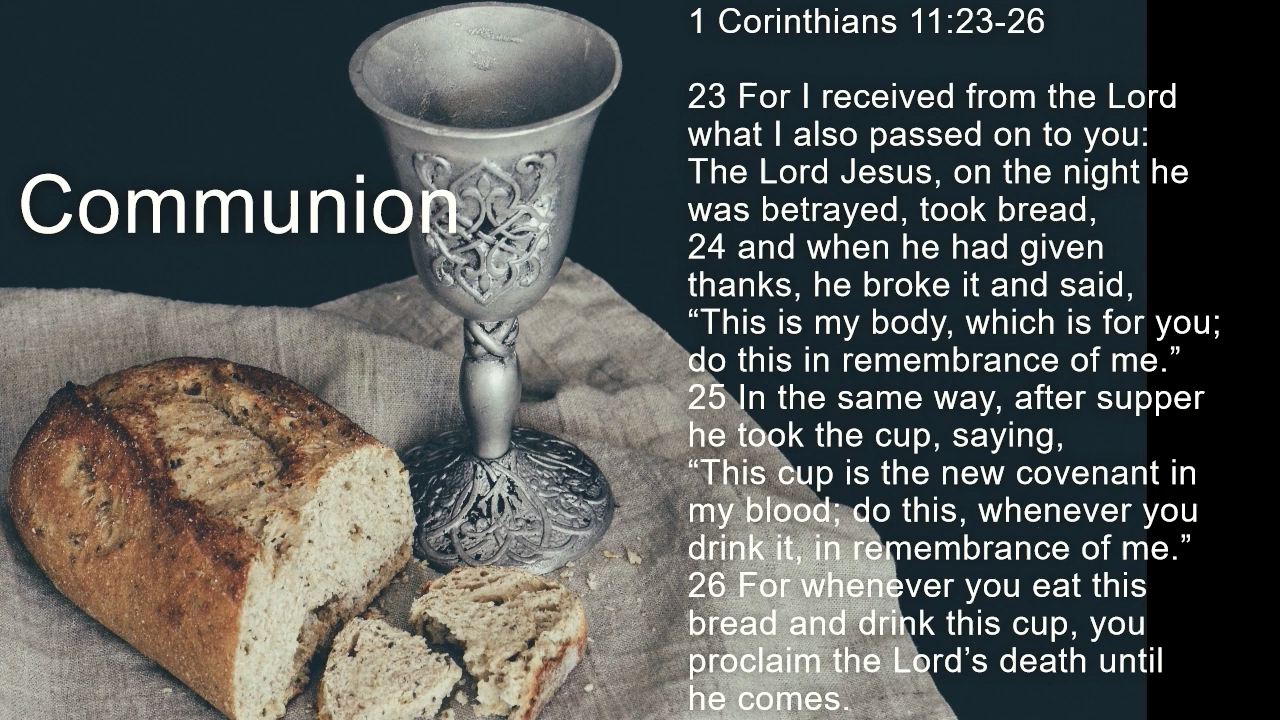 Communion
1 Corinthians 11:23-26
23 For I received from the Lord
what I also passed on to you:
The Lord Jesus, on the night he
was betrayed, took bread,
24 and when he had given
thanks, he broke it and said,
“This is my body, which is for you;
do this in remembrance of me.”
25 In the same way, after supper
he took the cup, saying,
“This cup is the new covenant in
my blood; do this, whenever you
drink it, in remembrance of me.”
26 For whenever you eat this
bread and drink this cup, you
proclaim the Lord’s death until
he comes.